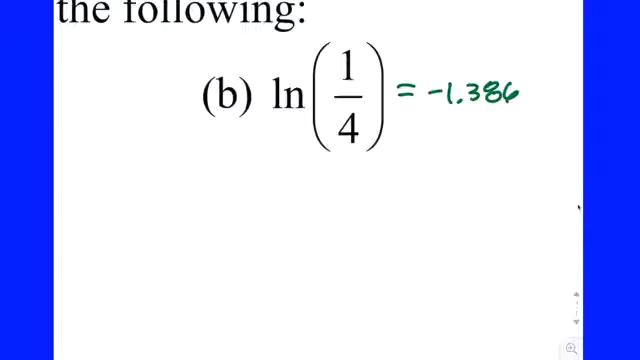 the following:
(b) ln(1/4) = -1.386